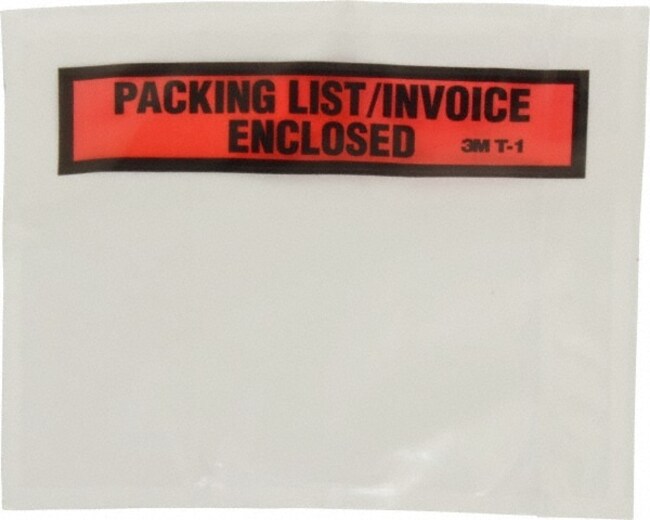 PACKING LIST/INVOICE
ENCLOSED 3M T-1